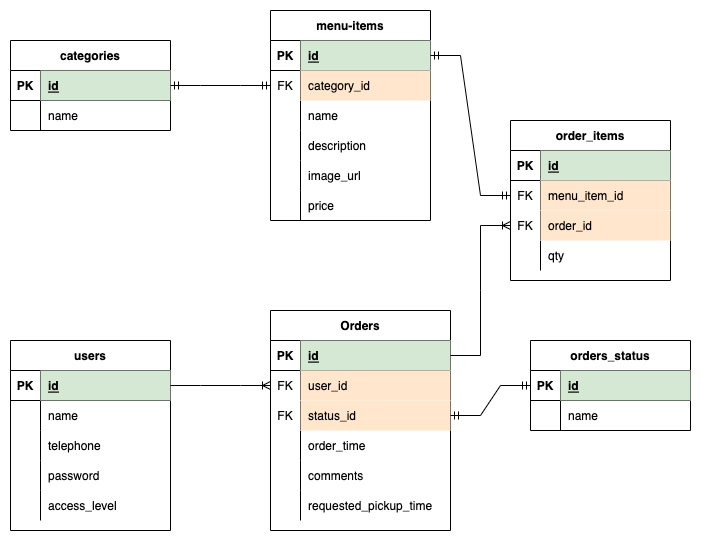 categories
PK id
name
menu-items
PK id
FK category_id
name
description
image_url
price
order_items
PK id
FK menu_item_id
FK order_id
qty
users
PK id
name
telephone
password
access_level
Orders
PK id
FK user_id
FK status_id
order_time
comments
requested_pickup_time
orders_status
PK id
name